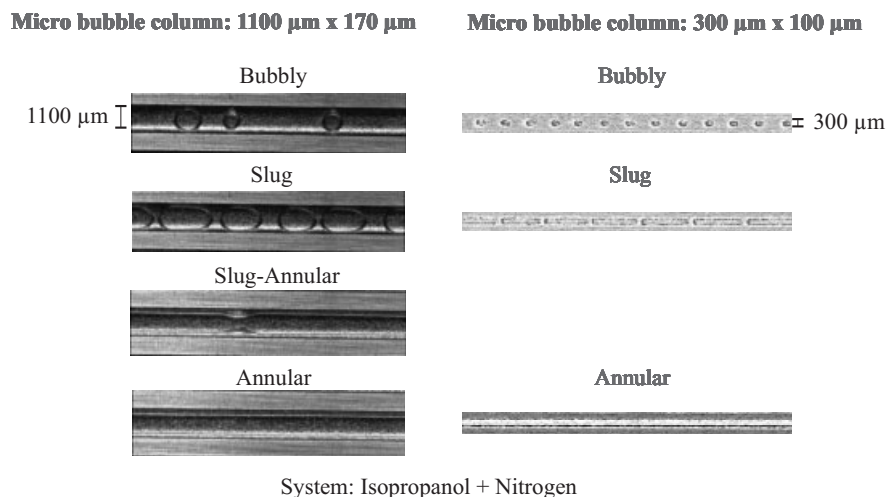 Micro bubble column: 1100 µm x 170 µm
Micro bubble column: 300 µm x 100 µm
Bubbly
Bubbly
1100 µm
300 µm
Slug
Slug
Slug-Annular
Annular
Annular
System: Isopropanol + Nitrogen